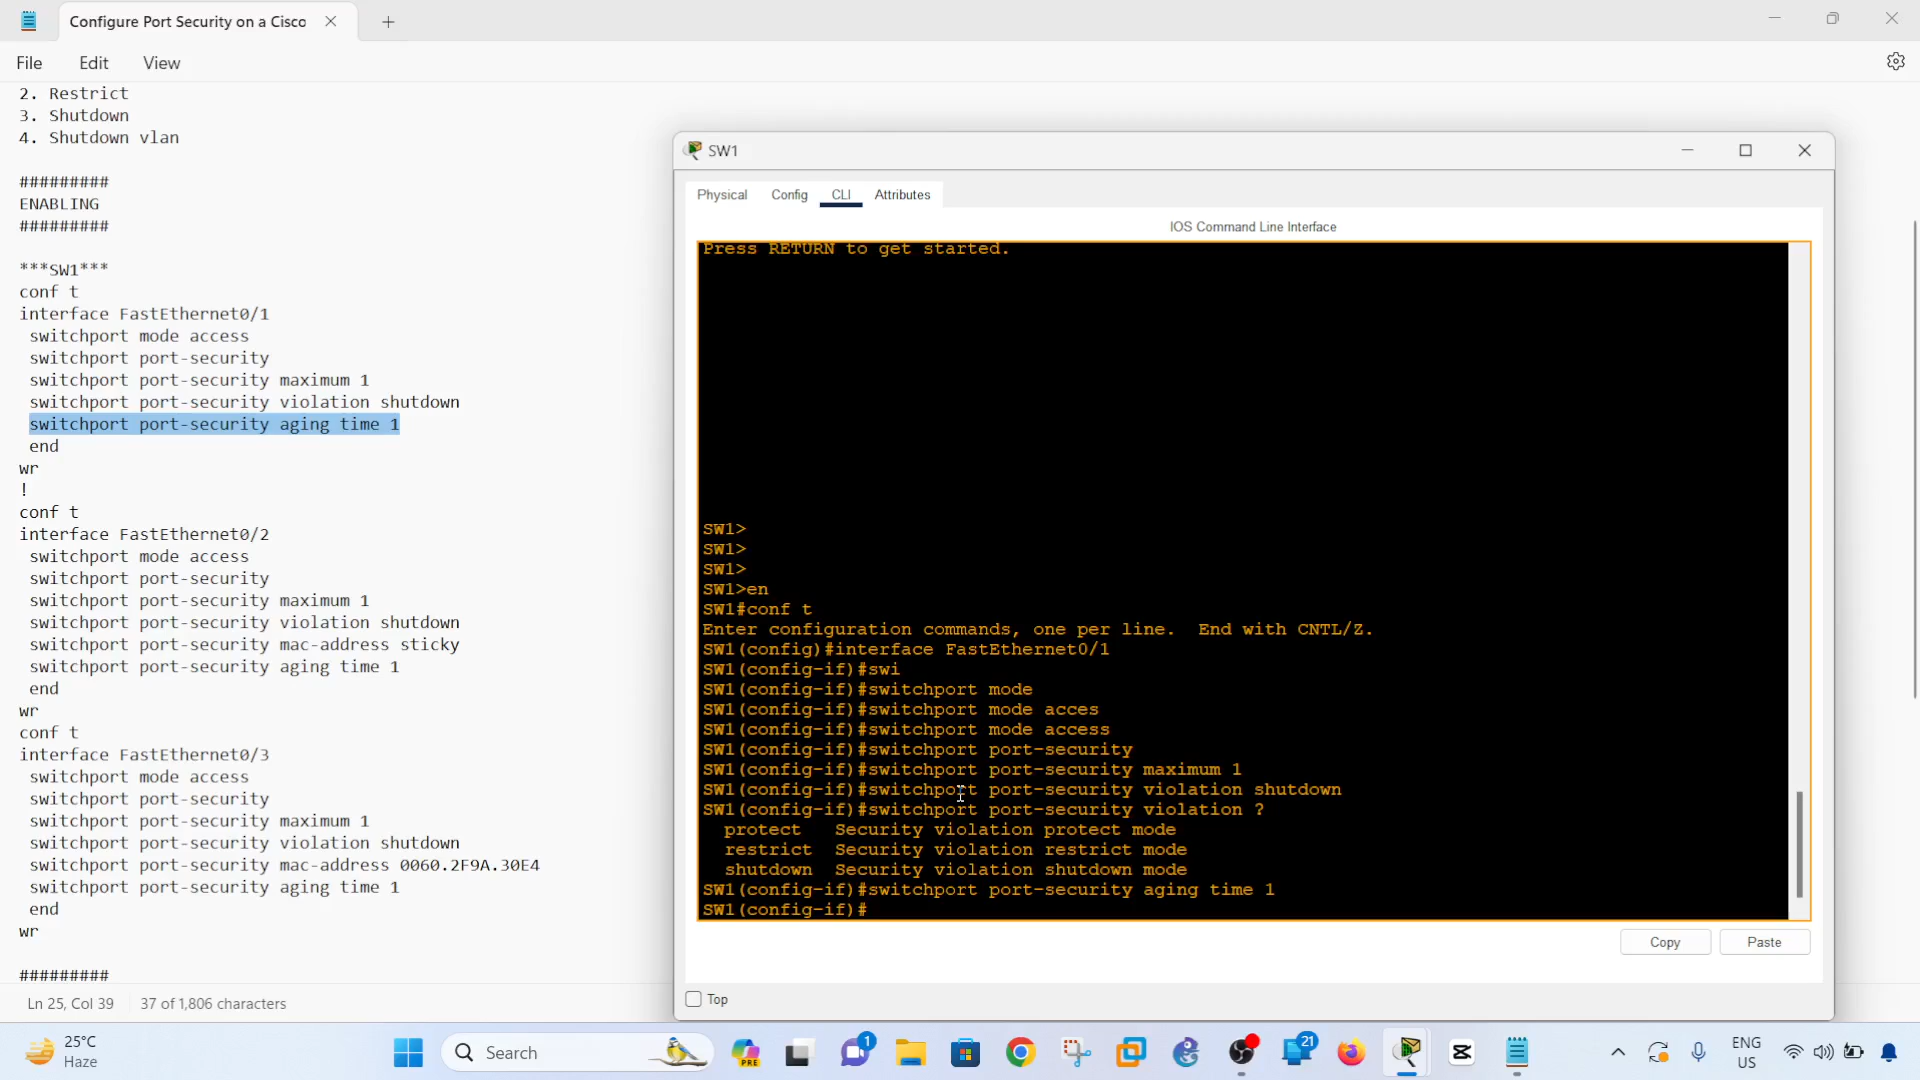 Configure Port Security on a Cisco
File Edit View
2. Restrict
3. Shutdown
4. Shutdown vlan
#########
ENABLING
#########
***SW1***
conf t
interface FastEthernet0/1
switchport mode access
switchport port-security
switchport port-security maximum 1
switchport port-security violation shutdown
switchport port-security aging time 1
end
wr
!
conf t
interface FastEthernet0/2
switchport mode access
switchport port-security
switchport port-security maximum 1
switchport port-security violation shutdown
switchport port-security mac-address sticky
switchport port-security aging time 1
end
wr
conf t
interface FastEthernet0/3
switchport mode access
switchport port-security
switchport port-security maximum 1
switchport port-security violation shutdown
switchport port-security mac-address 0060.2F9A.30E4
switchport port-security aging time 1
end
wr
#########
Ln 25, Col 39 37 of 1,806 characters
SW1
Physical Config CLI Attributes
IOS Command Line Interface
Press RETURN to get started.
SW1>
SW1>
SW1>
SW1>en
SW1#conf t
Enter configuration commands, one per line. End with CNTL/Z.
SW1(config)#interface FastEthernet0/1
SW1(config-if)#swi
SW1(config-if)#switchport mode
SW1(config-if)#switchport mode acces
SW1(config-if)#switchport mode access
SW1(config-if)#switchport port-security
SW1(config-if)#switchport port-security maximum 1
SW1(config-if)#switchport port-security violation shutdown
SW1(config-if)#switchport port-security violation ?
protect Security violation protect mode
restrict Security violation restrict mode
shutdown Security violation shutdown mode
SW1(config-if)#switchport port-security aging time 1
SW1(config-if)#
Copy Paste
Top
25°C
Haze
Search
PRE
1
21
ENG
US